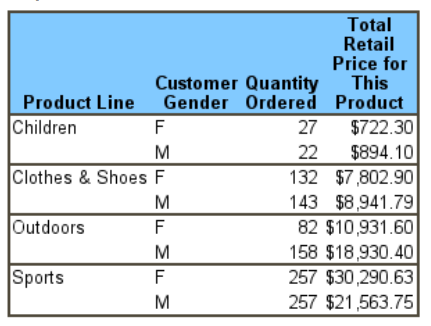 Total
Retail
Price for
Customer Quantity This
Product Line Gender Ordered Product
Children F 27 $722.30
M 22 $894.10
Clothes & Shoes F 132 $7,802.90
M 143 $8,941.79
Outdoors F 82 $10,931.60
M 158 $18,930.40
Sports F 257 $30,290.63
M 257 $21,563.75